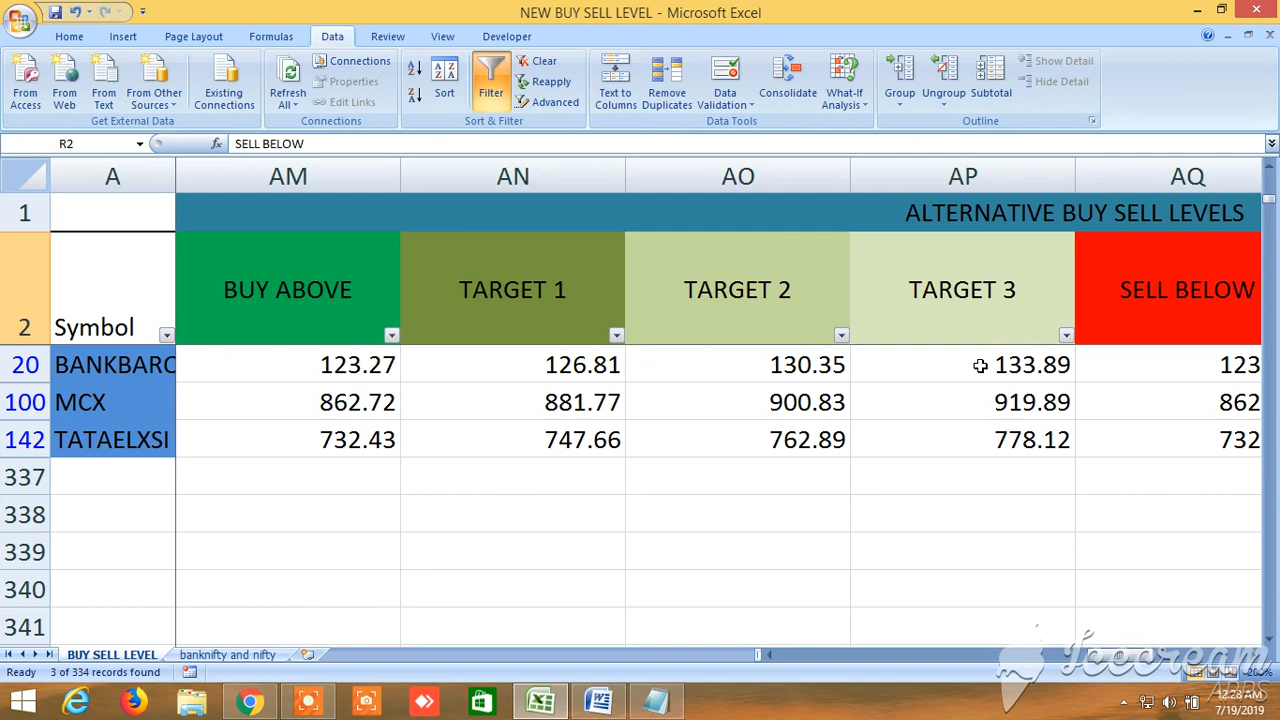 NEW BUY SELL LEVEL - Microsoft Excel
Home Insert Page Layout Formulas Data Review View Developer
From Access
From Web
From Text
From Other Sources
Existing Connections
Get External Data
Refresh All
Connections
Properties
Edit Links
Connections
Sort
Filter
Clear
Reapply
Advanced
Sort & Filter
Text to Columns
Remove Duplicates
Data Validation
Consolidate
What-If Analysis
Data Tools
Group
Ungroup
Subtotal
Show Detail
Hide Detail
Outline
R2 fx SELL BELOW
A AM AN AO AP AQ
1 ALTERNATIVE BUY SELL LEVELS
2 Symbol BUY ABOVE TARGET 1 TARGET 2 TARGET 3 SELL BELOW
20 BANKBARO 123.27 126.81 130.35 133.89 123
100 MCX 862.72 881.77 900.83 919.89 862
142 TATAELXSI 732.43 747.66 762.89 778.12 732
337
338
339
340
341
BUY SELL LEVEL banknifty and nifty
Ready 3 of 334 records found 200%
Icecream
APPS
12:28 AM
7/19/2019